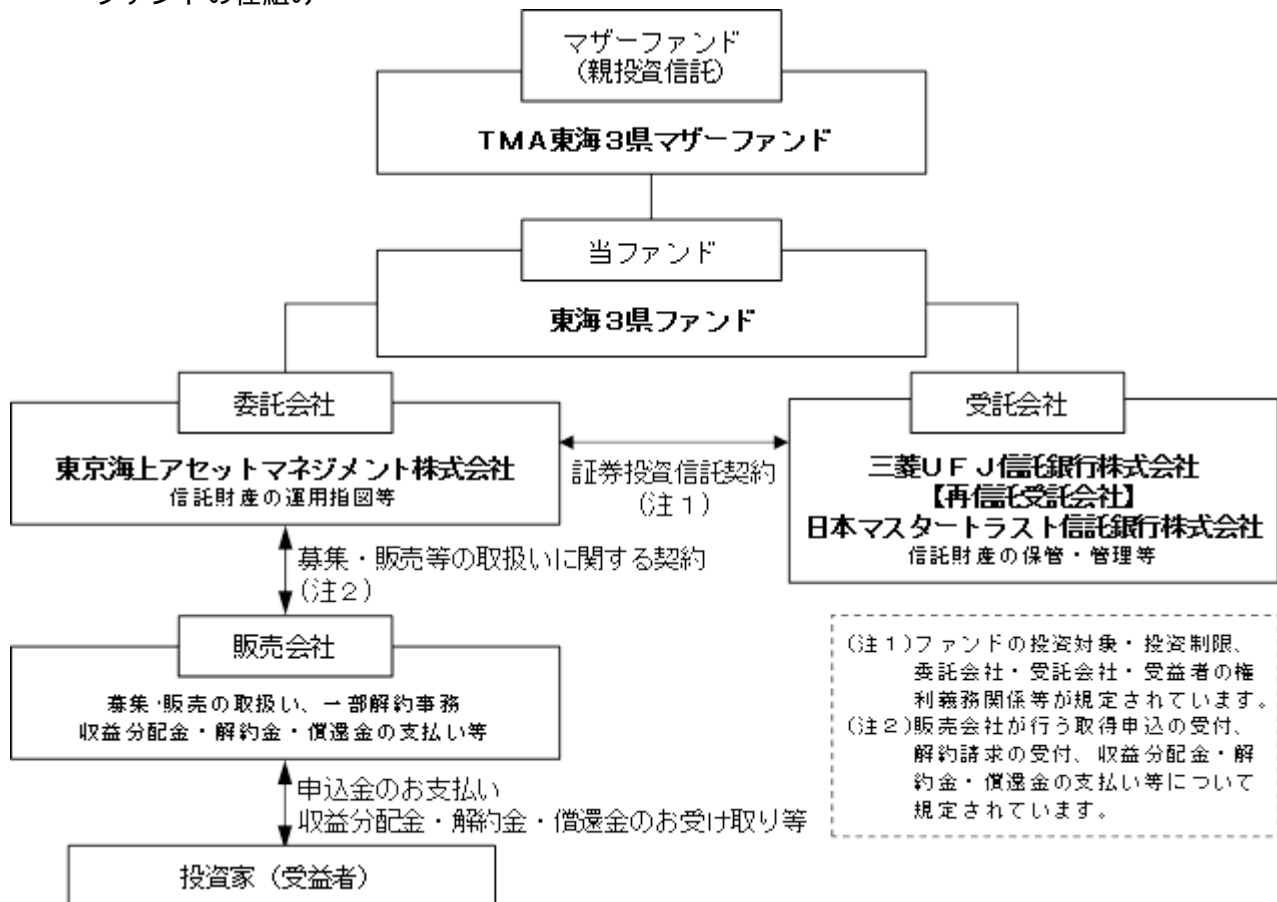 ファンドの仕組み
マザーファンド
(親投資信託)
TMA東海3県マザーファンド
当ファンド
東海3県ファンド
委託会社
東京海上アセットマネジメント株式会社
信託財産の運用指図等
証券投資信託契約
(注1)
受託会社
三菱UFJ信託銀行株式会社
【再信託受託会社】
日本マスタートラスト信託銀行株式会社
信託財産の保管・管理等
募集・販売等の取扱いに関する契約
(注2)
販売会社
募集・販売の取扱い、一部解約事務
収益分配金・解約金・償還金の支払い等
申込金のお支払い
収益分配金・解約金・償還金のお受け取り等
投資家(受益者)
(注1)ファンドの投資対象・投資制限、
委託会社・受託会社・受益者の権
利義務関係等が規定されています。
(注2)販売会社が行う取得申込の受付、
解約請求の受付、収益分配金・解
約金・償還金の支払い等について
規定されています。